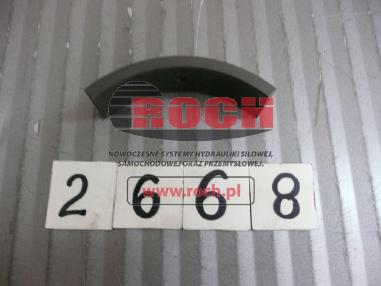 ROCH
NOWOCZESNE SYSTEMY HYDRAULIKI SIŁOWEJ,
SAMOCHODOWEJ ORAZ PRZEMYSŁOWEJ.
www.roch.pl
2668